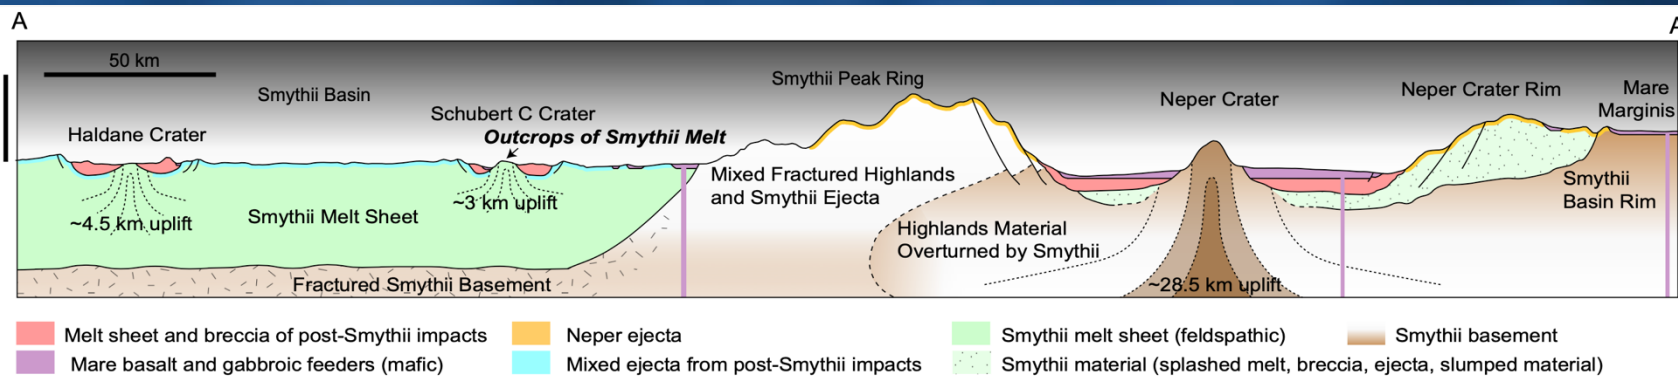 A
A
50 km
Smythii Basin
Haldane Crater
Schubert C Crater
Outcrops of Smythii Melt
Smythii Peak Ring
Neper Crater
Neper Crater Rim
Mare
Marginis
~4.5 km uplift
Smythii Melt Sheet
~3 km uplift
Mixed Fractured Highlands
and Smythii Ejecta
Highlands Material
Overturned by Smythii
Smythii
Basin Rim
Fractured Smythii Basement
~28.5 km uplift
Melt sheet and breccia of post-Smythii impacts
Neper ejecta
Smythii melt sheet (feldspathic)
Smythii basement
Mare basalt and gabbroic feeders (mafic)
Mixed ejecta from post-Smythii impacts
Smythii material (splashed melt, breccia, ejecta, slumped material)